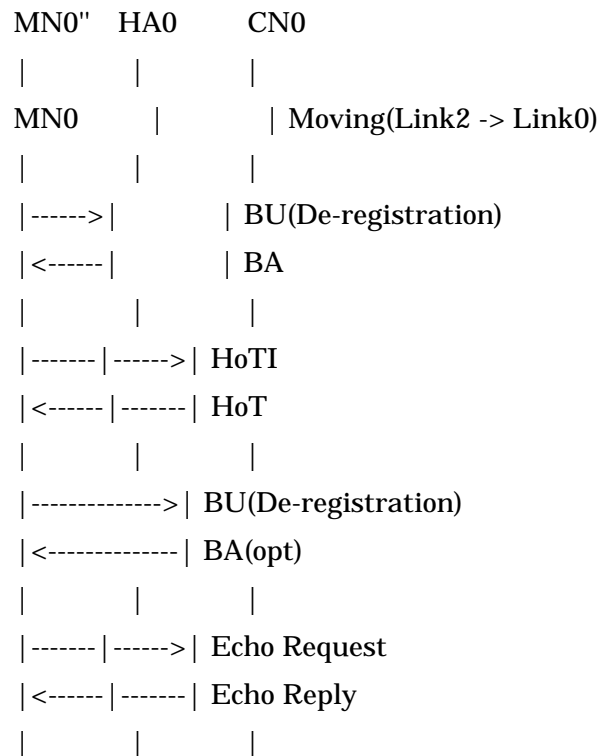 MN0" HA0 CN0
| | |
MN0 | | Moving(Link2 -> Link0)
| | |
|------>| | BU(De-registration)
|<------| | BA
| | |
|-------|------>| HoTI
|<------|-------| HoT
| | |
|-------------->| BU(De-registration)
|<--------------| BA(opt)
| | |
|-------|------>| Echo Request
|<------|-------| Echo Reply
| | |